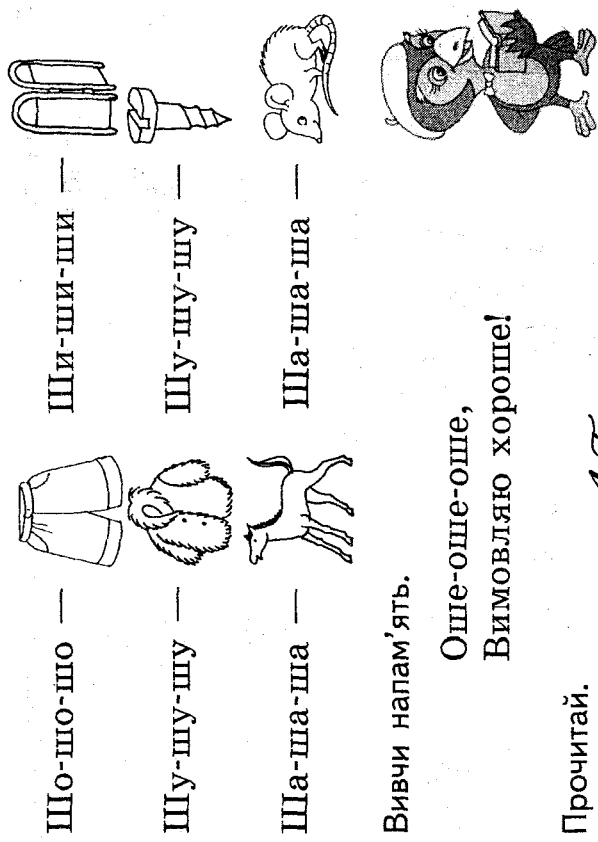 Шо-шо-шо — Ши-ши-ши —
Шу-шу-шу — Шу-шу-шу —
Ша-ша-ша — Ша-ша-ша —
Вивчи напам'ять.
Оше-оше-оше,
Вимовляю хороше!
Прочитай.